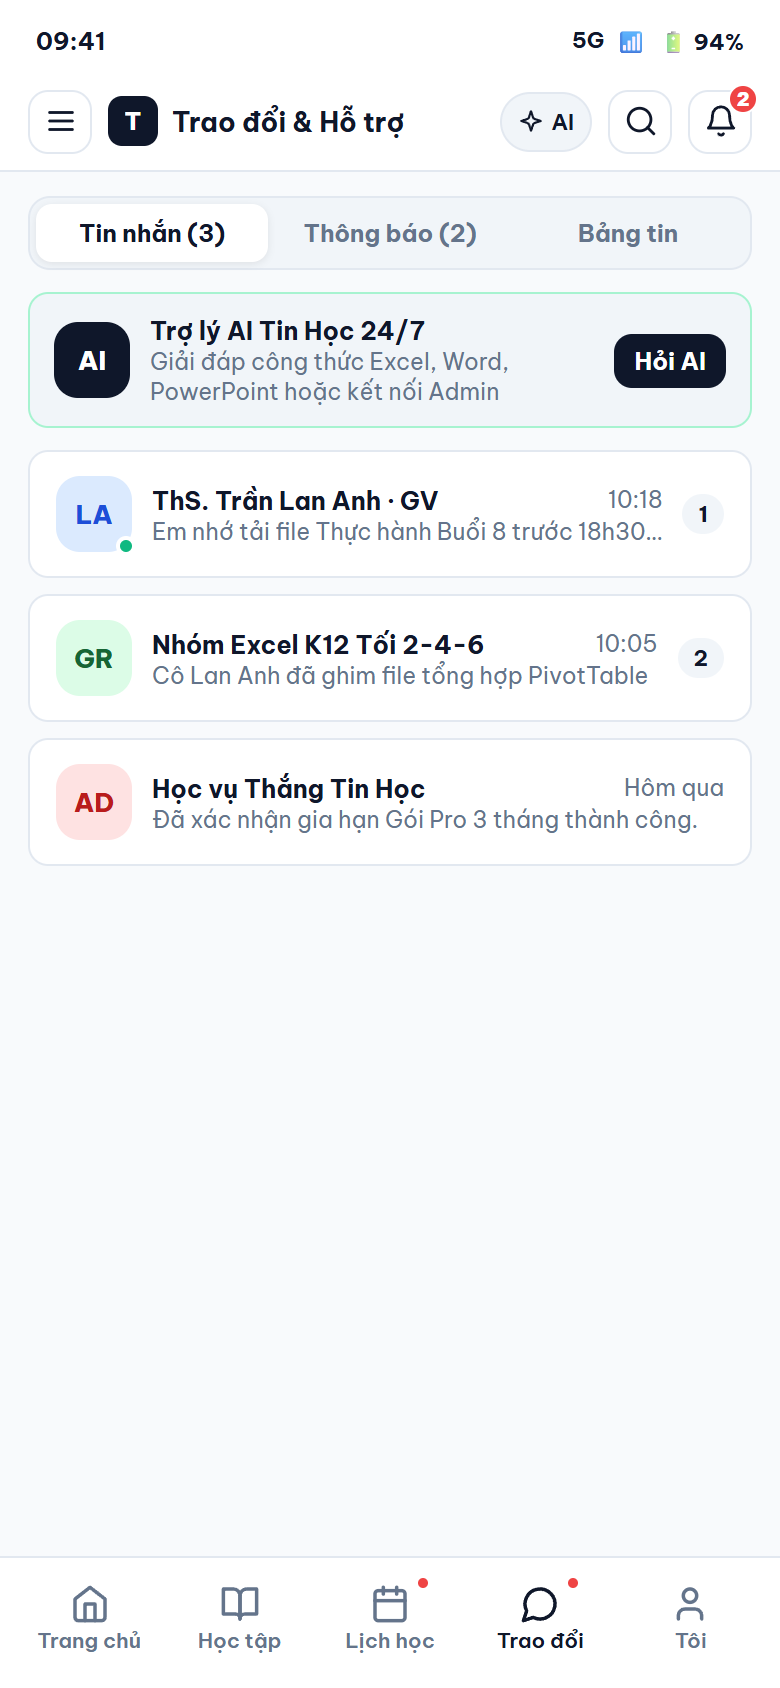 09:41
5G 94%
T Trao đổi & Hỗ trợ
AI
2
Tin nhắn (3)
Thông báo (2)
Bảng tin
AI
Trợ lý AI Tin Học 24/7
Giải đáp công thức Excel, Word,
PowerPoint hoặc kết nối Admin
Hỏi AI
LA
ThS. Trần Lan Anh · GV
10:18
Em nhớ tải file Thực hành Buổi 8 trước 18h30...
1
GR
Nhóm Excel K12 Tối 2-4-6
10:05
Cô Lan Anh đã ghim file tổng hợp PivotTable
2
AD
Học vụ Thắng Tin Học
Hôm qua
Đã xác nhận gia hạn Gói Pro 3 tháng thành công.
Trang chủ
Học tập
Lịch học
Trao đổi
Tôi